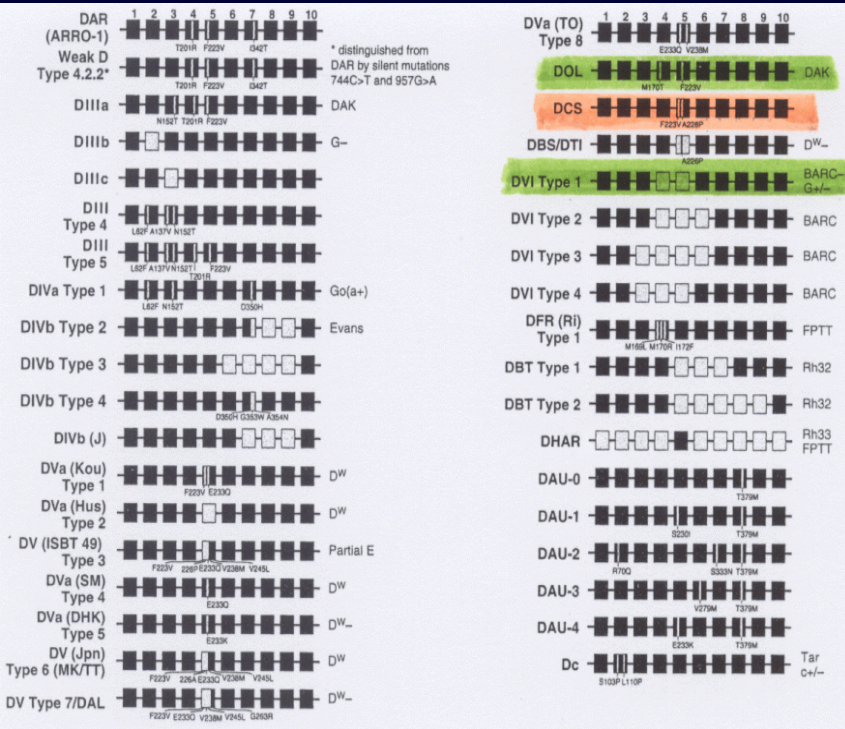 1 2 3 4 5 6 7 8 9 10
DAR
(ARRO-1)
T201R F223V I342T
Weak D
Type 4.2.2*
T201R F223V I342T
* distinguished from
DAR by silent mutations
744C>T and 957G>A
DIIIa
N152T T201R F223V
DAK
DIIIb
G–
DIIIc
DIII
Type 4
L62F A137V N152T
DIII
Type 5
L62F A137V N152T F223V
T201R
DIVa Type 1
L62F N152T D350H
Go(a+)
DIVb Type 2
Evans
DIVb Type 3
DIVb Type 4
D350H G353W A354N
DIVb (J)
DVa (Kou)
Type 1
F223V E233Q
DW
DVa (Hus)
Type 2
DW
DV (ISBT 49)
Type 3
F223V 226P E233Q V238M V245L
Partial E
DVa (SM)
Type 4
E233Q
DW
DVa (DHK)
Type 5
E233K
DW–
DV (Jpn)
Type 6 (MK/TT)
F223V 226A E233Q V238M V245L
DW
DV Type 7/DAL
F223V E233Q V238M V245L G263R
DW–
1 2 3 4 5 6 7 8 9 10
DVa (TO)
Type 8
E233Q V238M
DOL
M170T F223V
DAK
DCS
F223V A226P
DBS/DTI
A226P
DW–
DVI Type 1
BARC–
G+/–
DVI Type 2
BARC
DVI Type 3
BARC
DVI Type 4
BARC
DFR (Ri)
Type 1
M169L M170R I172F
FPTT
DBT Type 1
Rh32
DBT Type 2
Rh32
DHAR
Rh33
FPTT
DAU-0
T379M
DAU-1
S230I T379M
DAU-2
R70Q S333N T379M
DAU-3
V279M T379M
DAU-4
E233K T379M
Dc
S103P L110P
Tar
c+/–